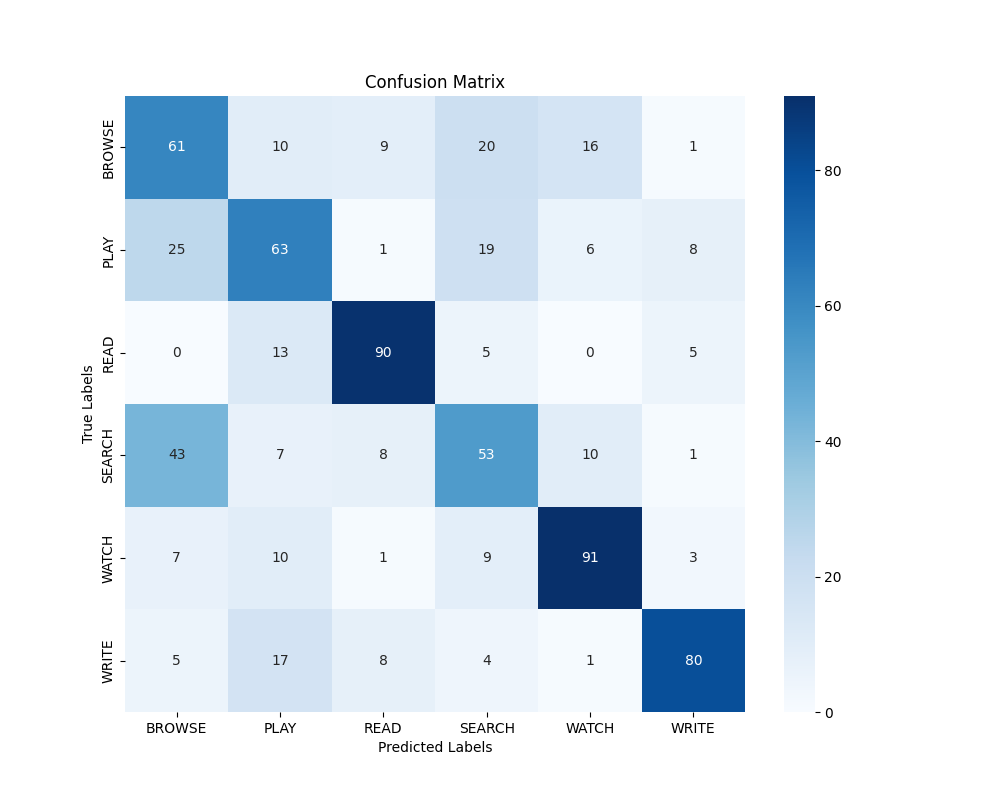 Confusion Matrix
BROWSE 61 10 9 20 16 1
PLAY 25 63 1 19 6 8
READ 0 13 90 5 0 5
SEARCH 43 7 8 53 10 1
WATCH 7 10 1 9 91 3
WRITE 5 17 8 4 1 80
BROWSE PLAY READ SEARCH WATCH WRITE
Predicted Labels
True Labels
80
60
40
20
0